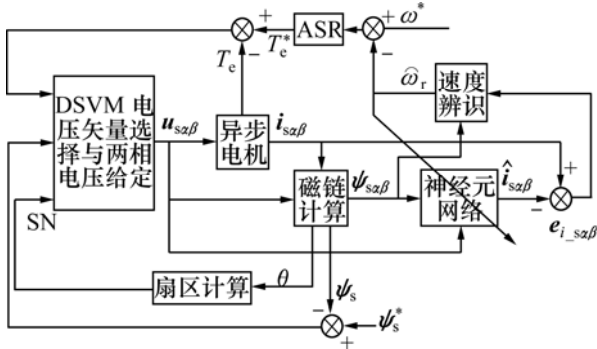 +
ω*
ASR
+
T*e
−
Te
−
ω̂r
速度
辨识
DSVM 电
压矢量选
择与两相
电压给定
usαβ
异步
电机
isαβ
SN
磁链
计算
ψsαβ
神经元
网络
îsαβ
+
−
ei_sαβ
扇区计算
θ
ψs
−
ψ*s
+